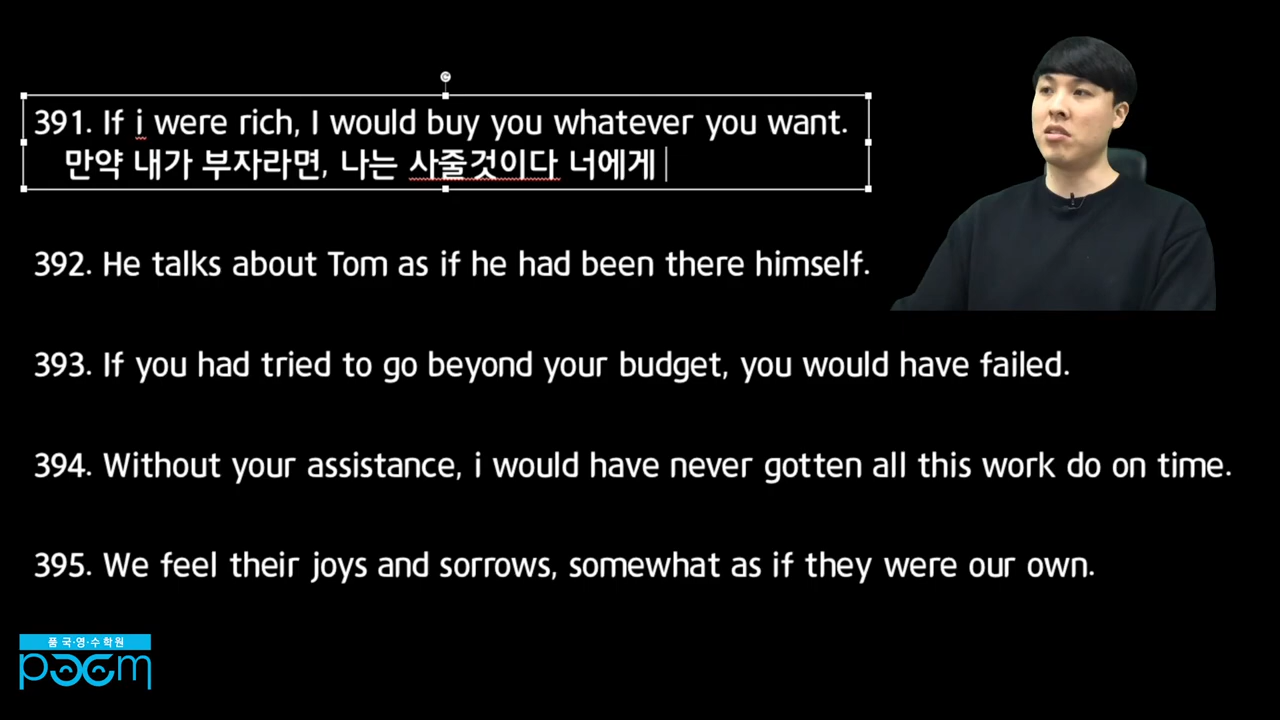 391. If i were rich, I would buy you whatever you want.
만약 내가 부자라면, 나는 사줄것이다 너에게
392. He talks about Tom as if he had been there himself.
393. If you had tried to go beyond your budget, you would have failed.
394. Without your assistance, i would have never gotten all this work do on time.
395. We feel their joys and sorrows, somewhat as if they were our own.
품 국·영·수 학원
poem